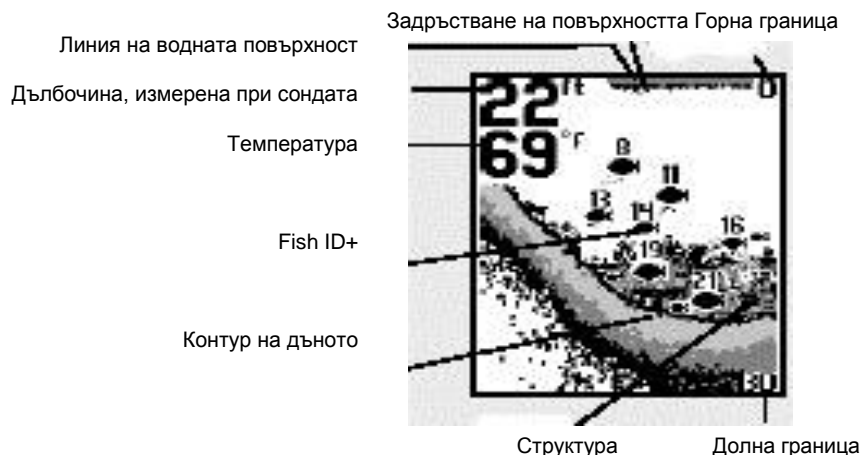 Задръстване на повърхността Горна граница
Линия на водната повърхност
Дълбочина, измерена при сондата
22 ft
0
Температура
69 °F
8
11
13
14
16
Fish ID+
19
21
Контур на дъното
30
Структура Долна граница